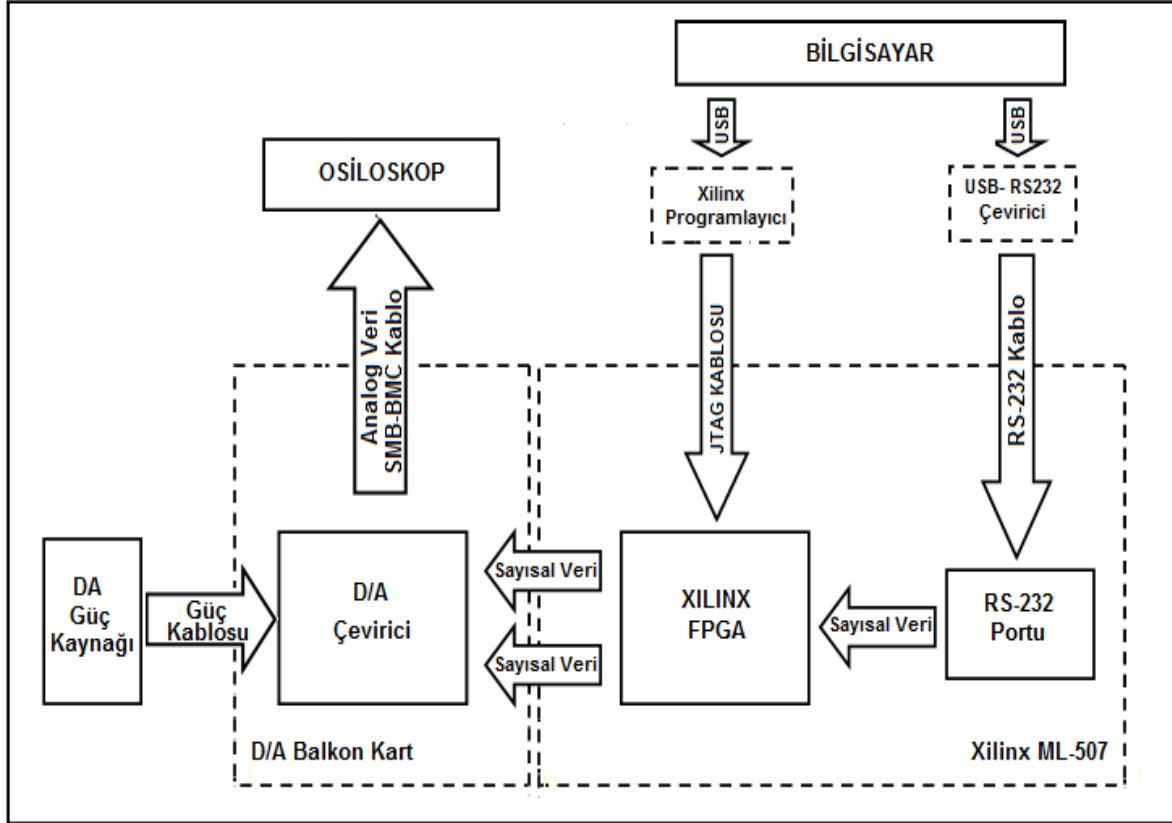 BİLGİSAYAR
USB
USB
OSİLOSKOP
Xilinx
Programlayıcı
USB- RS232
Çevirici
Analog Veri
SMB-BMC Kablo
JTAG KABLOSU
RS-232 Kablo
DA
Güç
Kaynağı
Güç
Kablosu
D/A
Çevirici
Sayısal Veri
Sayısal Veri
XILINX
FPGA
Sayısal Veri
RS-232
Portu
D/A Balkon Kart
Xilinx ML-507